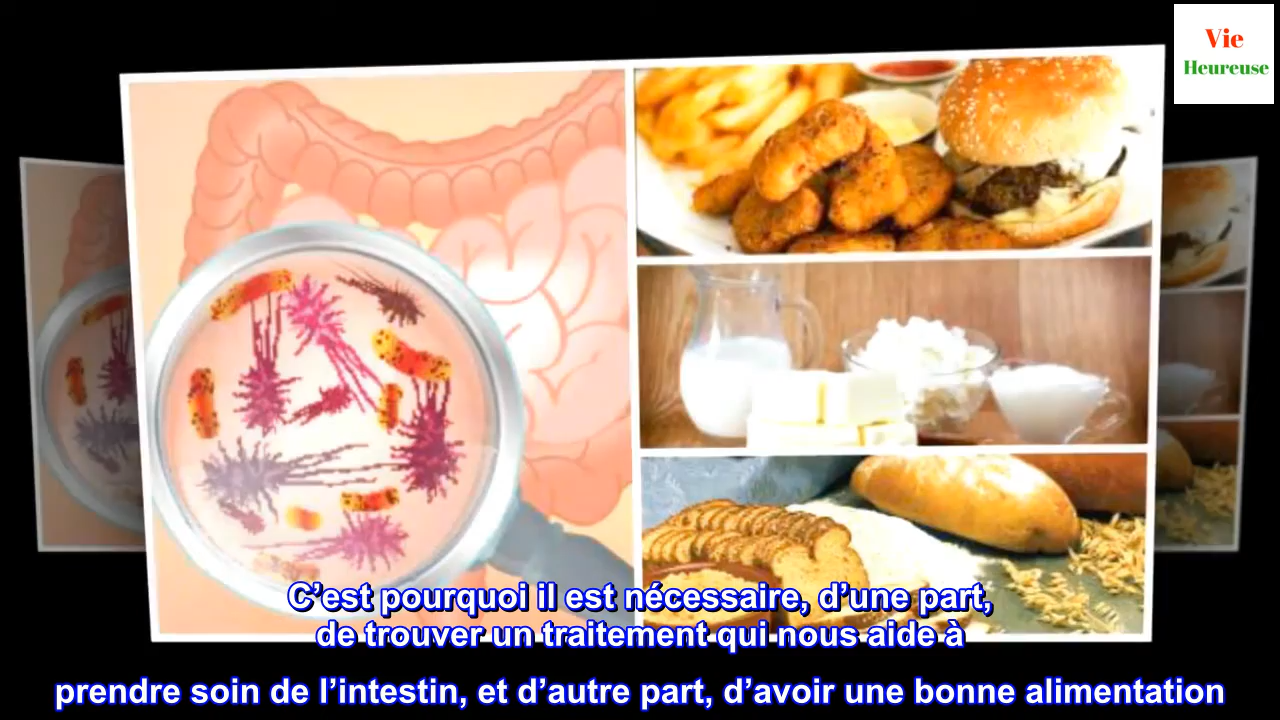 Vie
Heureuse
C’est pourquoi il est nécessaire, d’une part,
de trouver un traitement qui nous aide à
prendre soin de l’intestin, et d’autre part, d’avoir une bonne alimentation